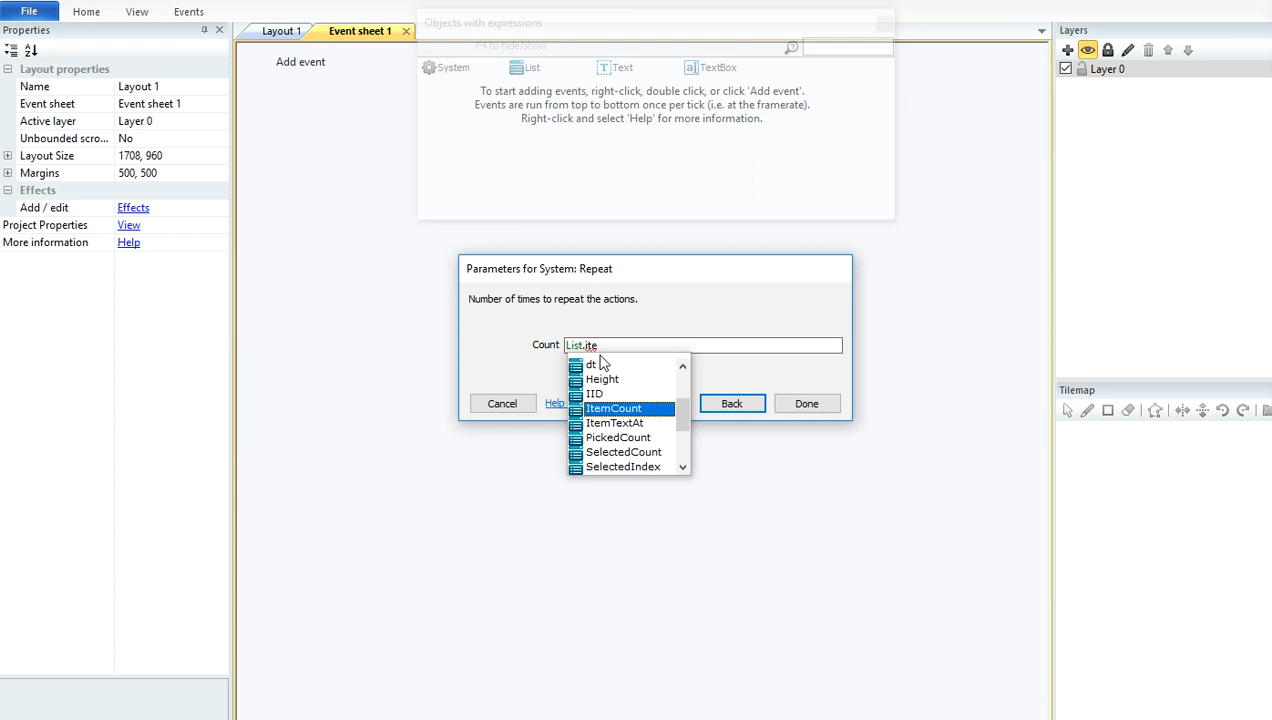 File Home View Events
Properties
Layout properties
Name Layout 1
Event sheet Event sheet 1
Active layer Layer 0
Unbounded scro... No
Layout Size 1708, 960
Margins 500, 500
Effects
Add / edit Effects
Project Properties View
More information Help
Layout 1 Event sheet 1
Add event
Objects with expressions
F4 to hide/show
System List Text TextBox
To start adding events, right-click, double click, or click 'Add event'.
Events are run from top to bottom once per tick (i.e. at the framerate).
Right-click and select 'Help' for more information.
Parameters for System: Repeat
Number of times to repeat the actions.
Count List.ite
dt
Height
IID
ItemCount
ItemTextAt
PickedCount
SelectedCount
SelectedIndex
Cancel Help Back Done
Layers
Layer 0
Tilemap